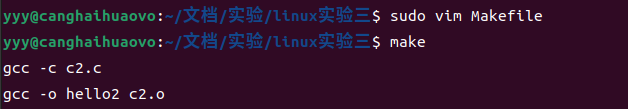 yyy@canghaihuaovo:~/文档/实验/linux实验三$ sudo vim Makefile
yyy@canghaihuaovo:~/文档/实验/linux实验三$ make
gcc -c c2.c
gcc -o hello2 c2.o